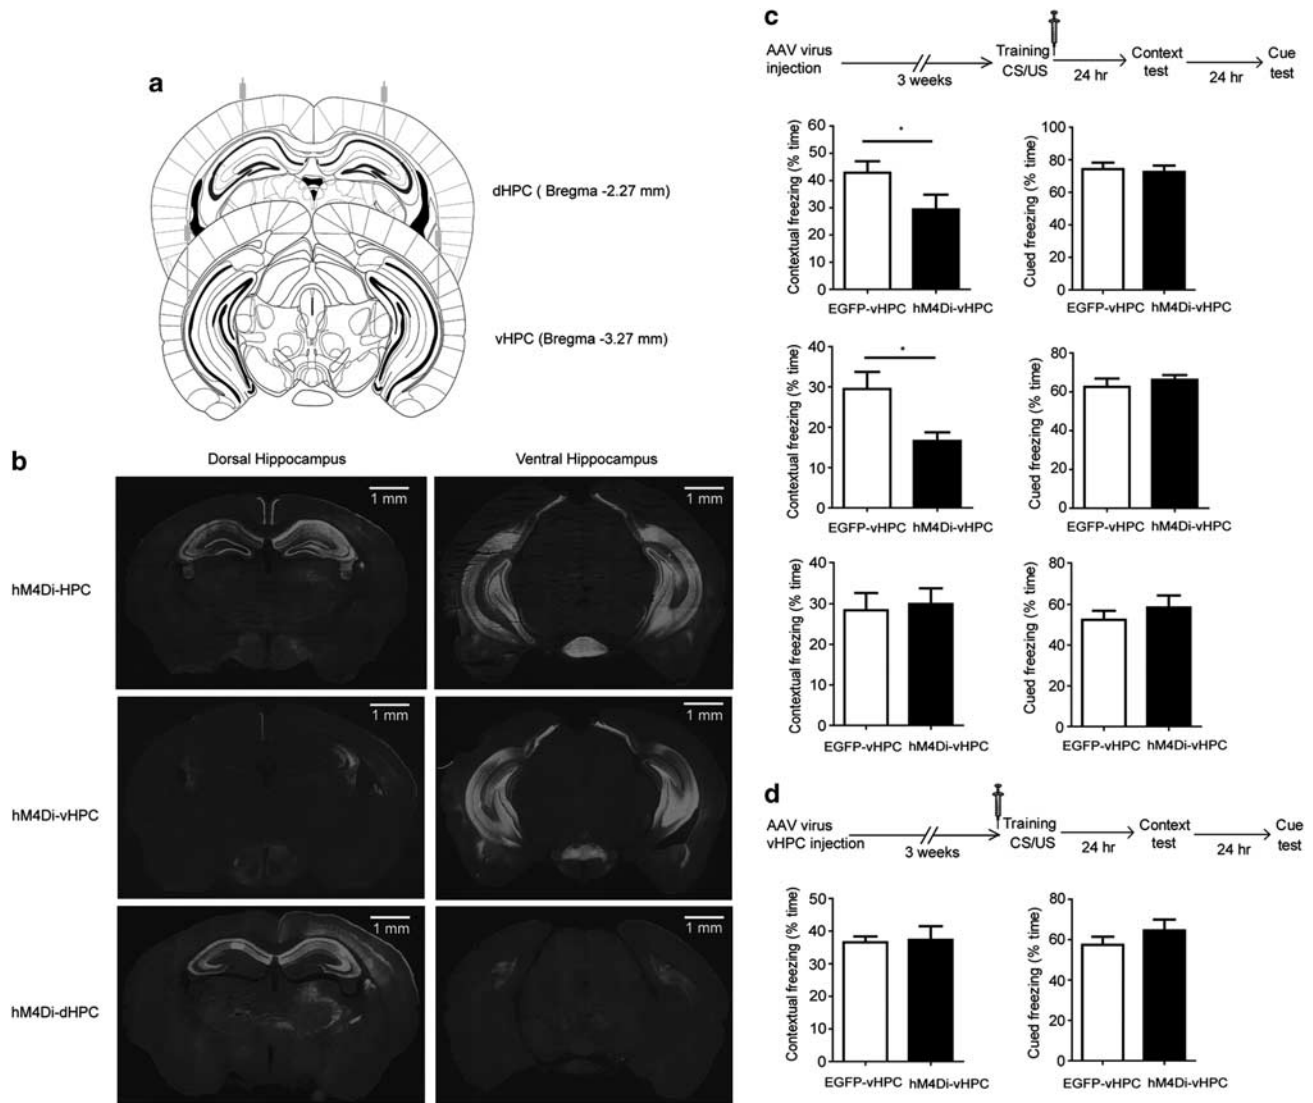 a
dHPC ( Bregma -2.27 mm)
vHPC (Bregma -3.27 mm)
b
Dorsal Hippocampus
Ventral Hippocampus
hM4Di-HPC
1 mm
1 mm
hM4Di-vHPC
1 mm
1 mm
hM4Di-dHPC
1 mm
1 mm
c
AAV virus
injection
3 weeks
Training
CS/US
24 hr
Context
test
24 hr
Cue
test
Contextual freezing (% time)
60
50
40
30
20
10
0
*
EGFP-vHPC hM4Di-vHPC
Cued freezing (% time)
100
80
60
40
20
0
EGFP-vHPC hM4Di-vHPC
Contextual freezing (% time)
40
30
20
10
0
*
EGFP-vHPC hM4Di-vHPC
Cued freezing (% time)
80
60
40
20
0
EGFP-vHPC hM4Di-vHPC
Contextual freezing (% time)
40
30
20
10
0
EGFP-vHPC hM4Di-vHPC
Cued freezing (% time)
80
60
40
20
0
EGFP-vHPC hM4Di-vHPC
d
AAV virus
vHPC injection
3 weeks
Training
CS/US
24 hr
Context
test
24 hr
Cue
test
Contextual freezing (% time)
50
40
30
20
10
0
EGFP-vHPC hM4Di-vHPC
Cued freezing (% time)
80
60
40
20
0
EGFP-vHPC hM4Di-vHPC